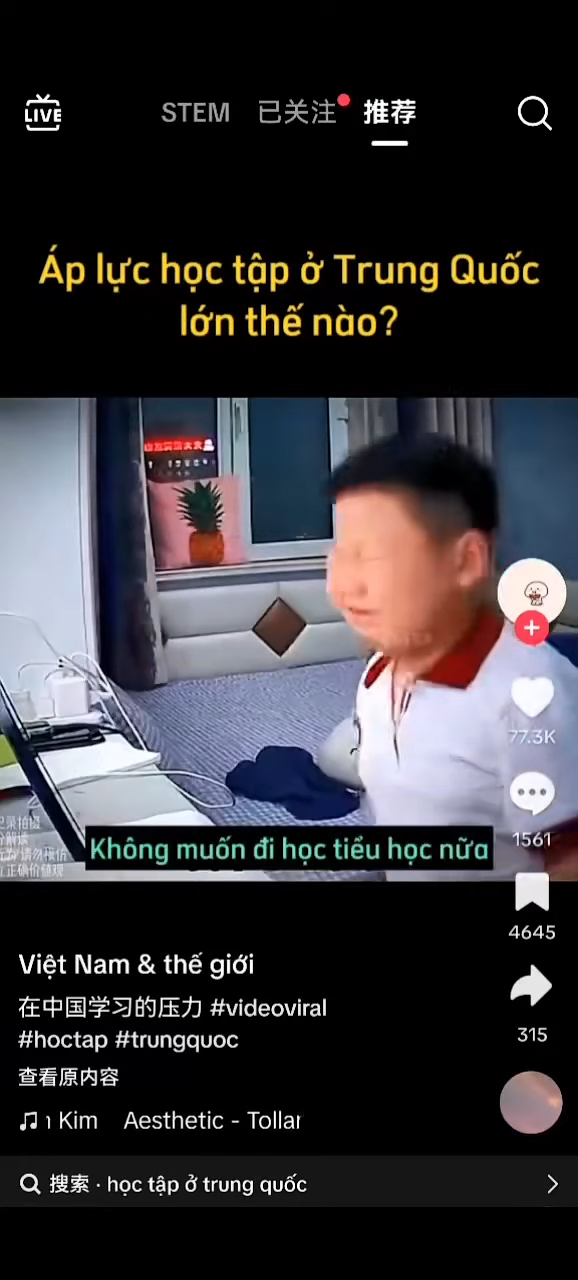 LIVE
STEM 已关注 推荐
Áp lực học tập ở Trung Quốc
lớn thế nào?
Không muốn đi học tiểu học nữa
77.3K
1561
4645
315
Việt Nam & thế giới
在中国学习的压力 #videoviral
#hoctap #trungquoc
查看原内容
Kim Aesthetic - Tollar
搜索 · học tập ở trung quốc